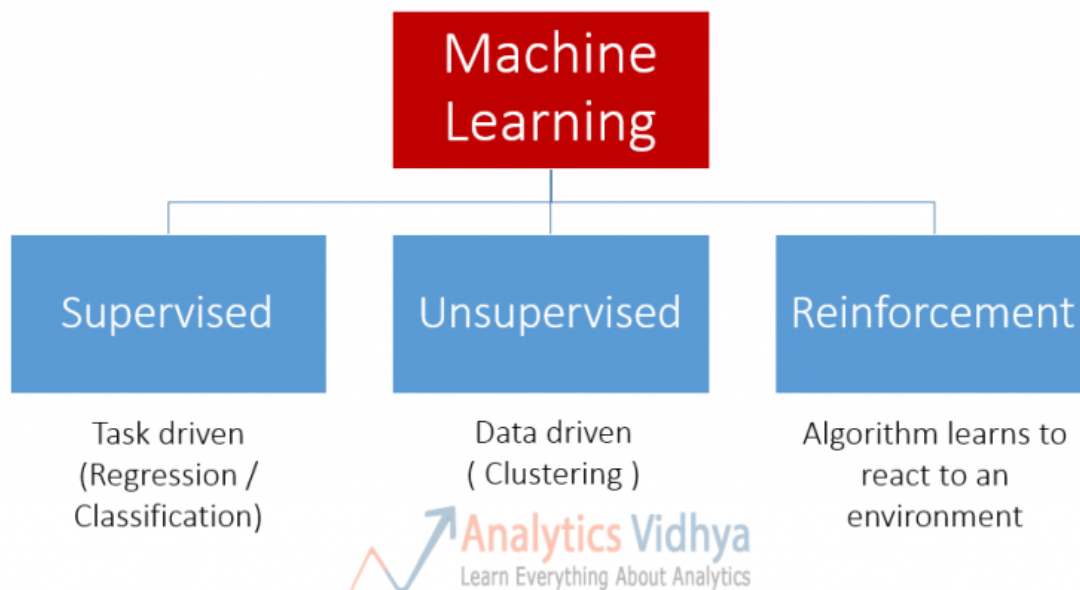 Machine
Learning
Supervised
Unsupervised
Reinforcement
Task driven
(Regression /
Classification)
Data driven
( Clustering )
Algorithm learns to
react to an
environment
Analytics Vidhya
Learn Everything About Analytics